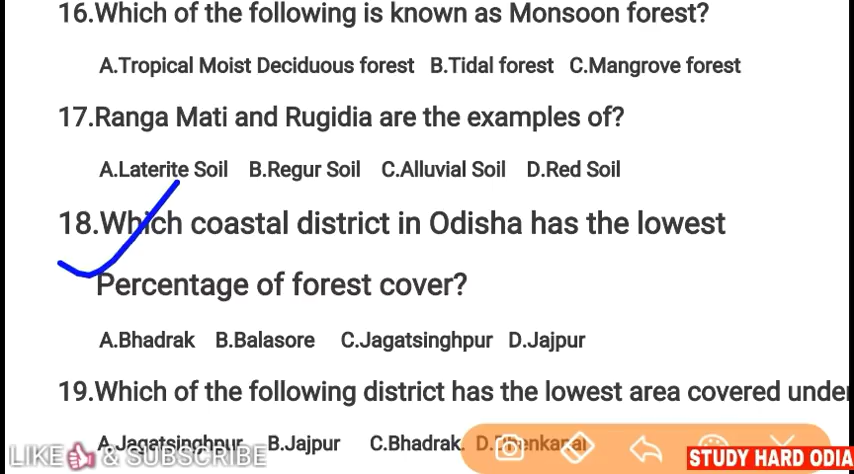 16.Which of the following is known as Monsoon forest?
A.Tropical Moist Deciduous forest B.Tidal forest C.Mangrove forest
17.Ranga Mati and Rugidia are the examples of?
A.Laterite Soil B.Regur Soil C.Alluvial Soil D.Red Soil
18.Which coastal district in Odisha has the lowest
Percentage of forest cover?
A.Bhadrak B.Balasore C.Jagatsinghpur D.Jajpur
19.Which of the following district has the lowest area covered unde
A.Jagatsinghpur B.Jajpur C.Bhadrak. D.Dhenkanal
LIKE & SUBSCRIBE
STUDY HARD ODIA